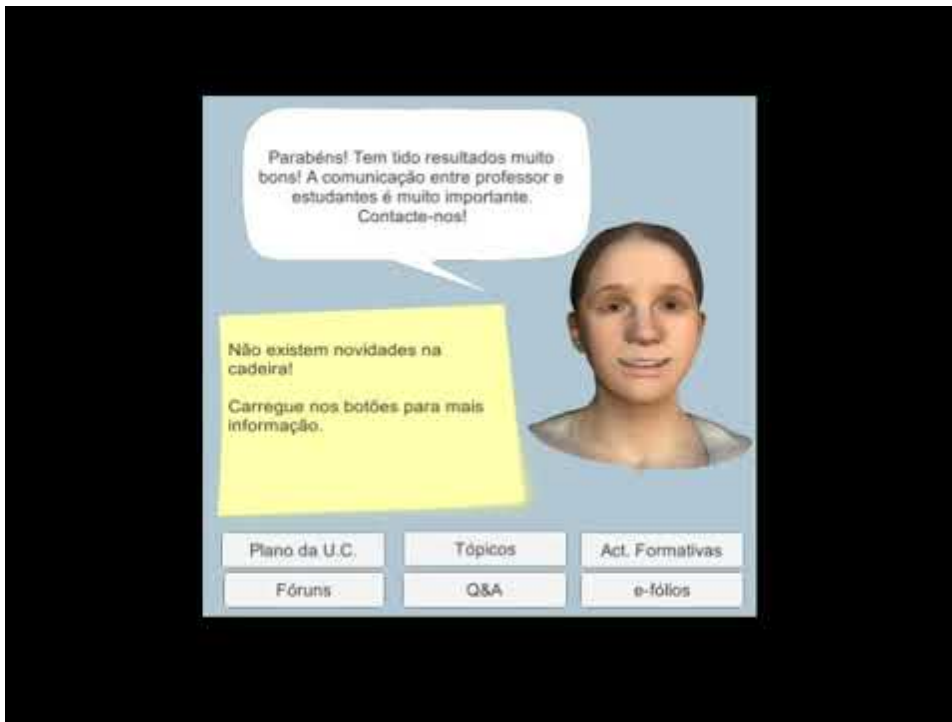 Parabéns! Tem tido resultados muito
bons! A comunicação entre professor e
estudantes é muito importante.
Contacte-nos!
Não existem novidades na
cadeira!
Carregue nos botões para mais
informação.
Plano da U.C.
Tópicos
Act. Formativas
Fóruns
Q&A
e-fólios